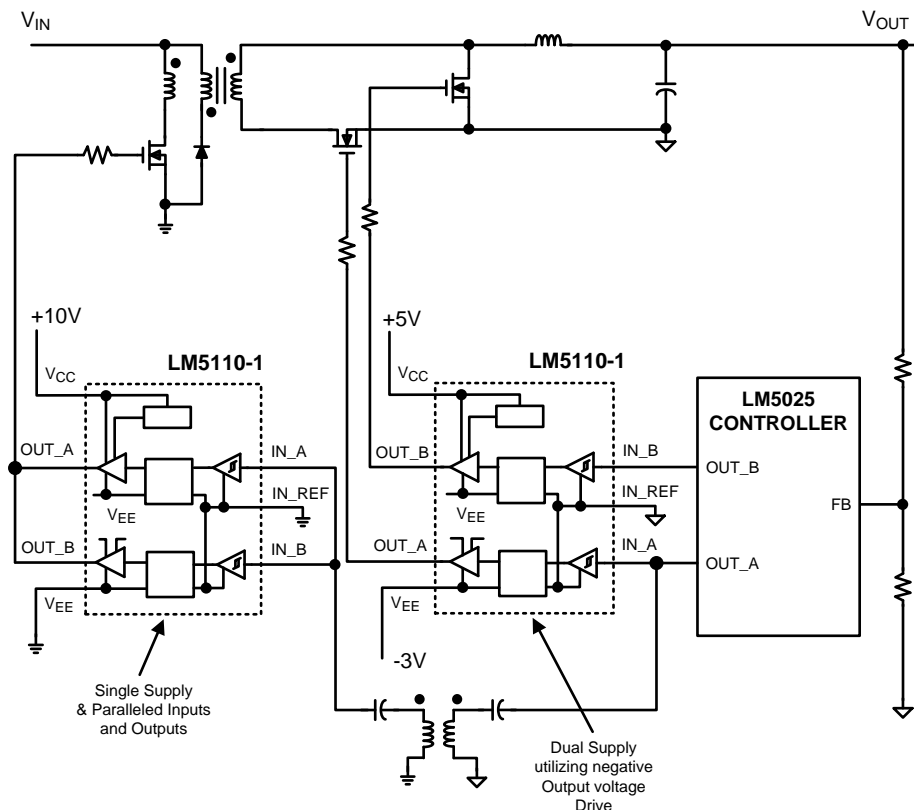 VIN
VOUT
+10V
LM5110-1
VCC
OUT_A
IN_A
IN_REF
VEE
OUT_B
IN_B
VEE
Single Supply
& Paralleled Inputs
and Outputs
+5V
LM5110-1
VCC
OUT_B
IN_B
IN_REF
VEE
OUT_A
IN_A
VEE
-3V
Dual Supply
utilizing negative
Output voltage
Drive
LM5025
CONTROLLER
OUT_B
FB
OUT_A